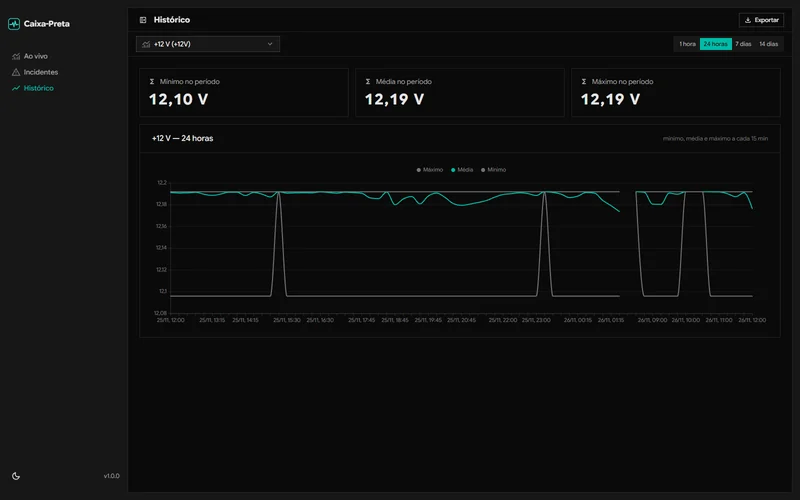 Caixa-Preta
Ao vivo
Incidentes
Histórico
v1.0.0
Histórico
Exportar
+12 V (+12V)
1 hora
24 horas
7 dias
14 dias
Mínimo no período
12,10 V
Média no período
12,19 V
Máximo no período
12,19 V
+12 V — 24 horas
mínimo, média e máximo a cada 15 min
Máximo
Média
Mínimo
12,2
12,18
12,16
12,14
12,12
12,1
12,08
25/11, 12:00
25/11, 13:15
25/11, 14:15
25/11, 15:30
25/11, 16:30
25/11, 17:45
25/11, 18:45
25/11, 19:45
25/11, 20:45
25/11, 22:00
25/11, 23:00
26/11, 00:15
26/11, 01:15
26/11, 09:00
26/11, 10:00
26/11, 11:00
26/11, 12:00